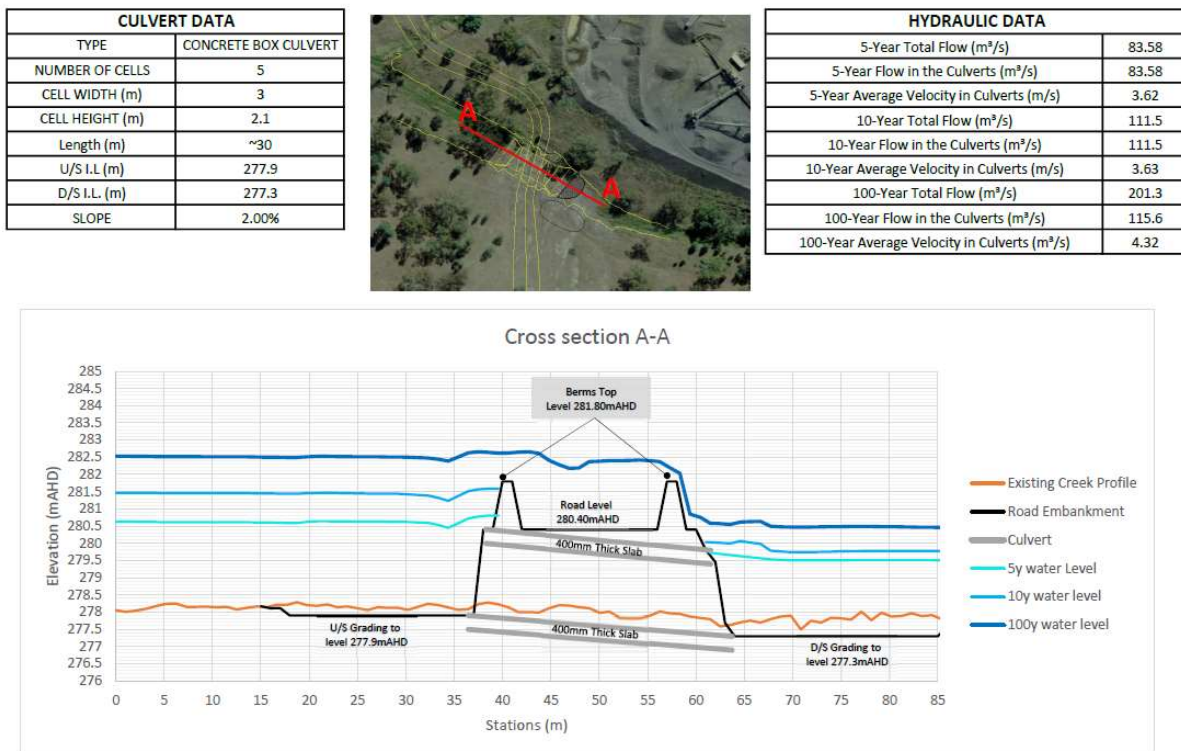 CULVERT DATA
TYPE CONCRETE BOX CULVERT
NUMBER OF CELLS 5
CELL WIDTH (m) 3
CELL HEIGHT (m) 2.1
Length (m) ~30
U/S I.L (m) 277.9
D/S I.L. (m) 277.3
SLOPE 2.00%
A
A
HYDRAULIC DATA
5-Year Total Flow (m³/s) 83.58
5-Year Flow in the Culverts (m³/s) 83.58
5-Year Average Velocity in Culverts (m/s) 3.62
10-Year Total Flow (m³/s) 111.5
10-Year Flow in the Culverts (m³/s) 111.5
10-Year Average Velocity in Culverts (m/s) 3.63
100-Year Total Flow (m³/s) 201.3
100-Year Flow in the Culverts (m³/s) 115.6
100-Year Average Velocity in Culverts (m³/s) 4.32
Cross section A-A
Elevation (mAHD)
285
284.5
284
283.5
283
282.5
282
281.5
281
280.5
280
279.5
279
278.5
278
277.5
277
276.5
276
Berms Top
Level 281.80mAHD
Road Level
280.40mAHD
400mm Thick Slab
400mm Thick Slab
U/S Grading to
level 277.9mAHD
D/S Grading to
level 277.3mAHD
0 5 10 15 20 25 30 35 40 45 50 55 60 65 70 75 80 85
Stations (m)
Existing Creek Profile
Road Embankment
Culvert
5y water Level
10y water level
100y water level